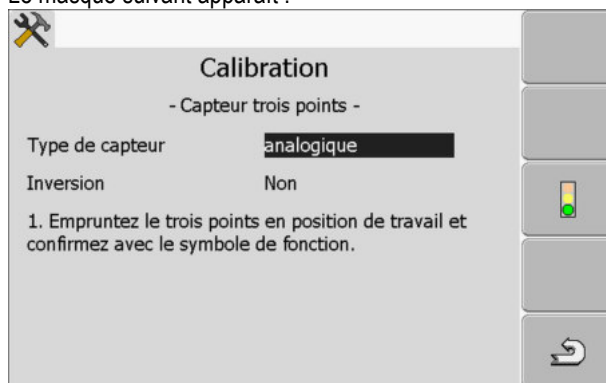 Le masque suivant apparaît :
Calibration
- Capteur trois points -
Type de capteur analogique
Inversion Non
1. Empruntez le trois points en position de travail et
confirmez avec le symbole de fonction.